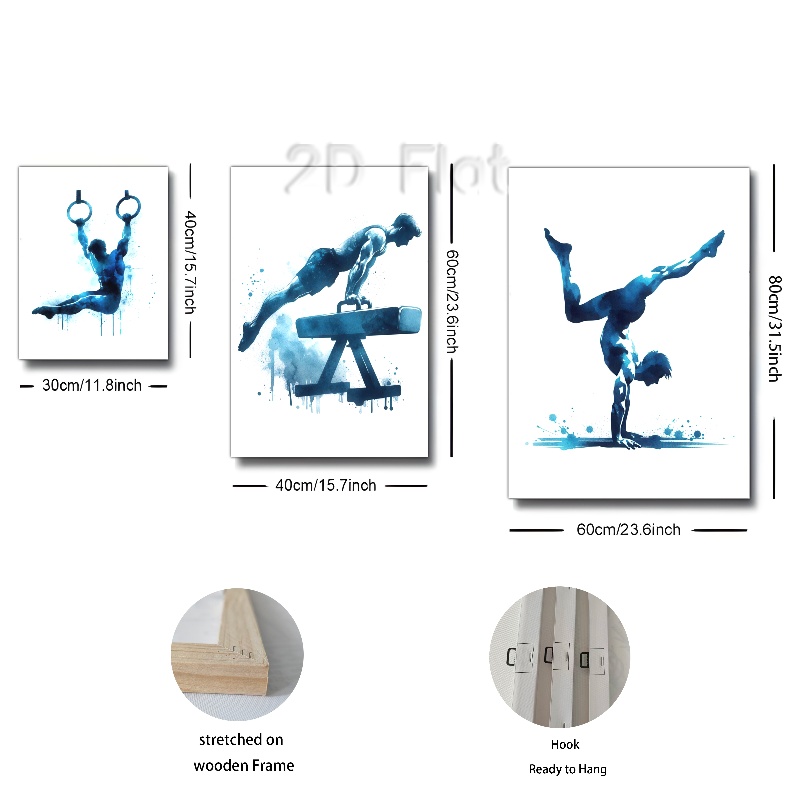 2D Flat
40cm/15.7inch
30cm/11.8inch
60cm/23.6inch
40cm/15.7inch
80cm/31.5inch
60cm/23.6inch
stretched on
wooden Frame
Hook
Ready to Hang